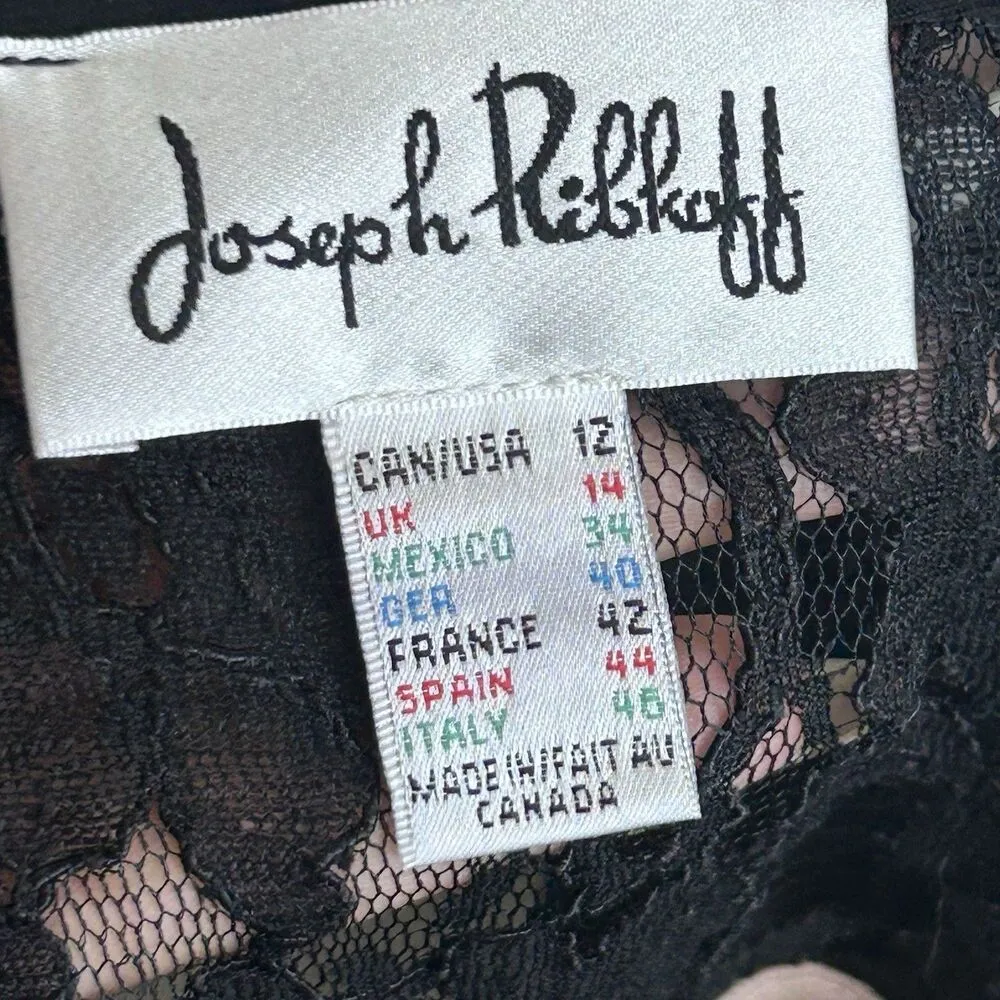 Joseph Ribkoff
CAN/USA 12
UK 14
MEXICO 34
GER 40
FRANCE 42
SPAIN 44
ITALY 46
MADE IN/FAIT AU
CANADA